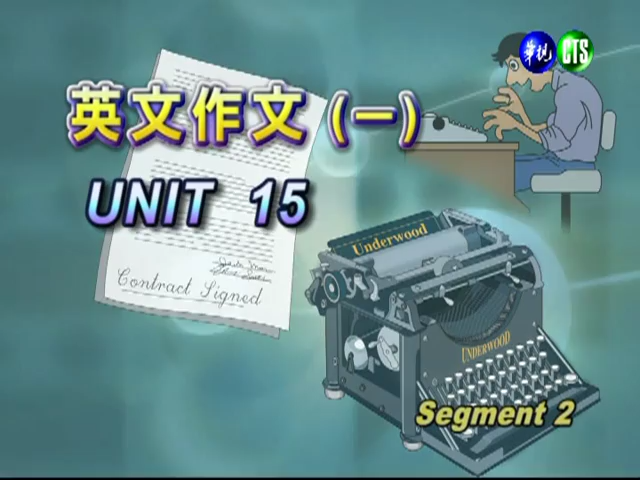 華視 CTS
英文作文 (一)
UNIT 15
Underwood
Contract Signed
UNDERWOOD
Segment 2